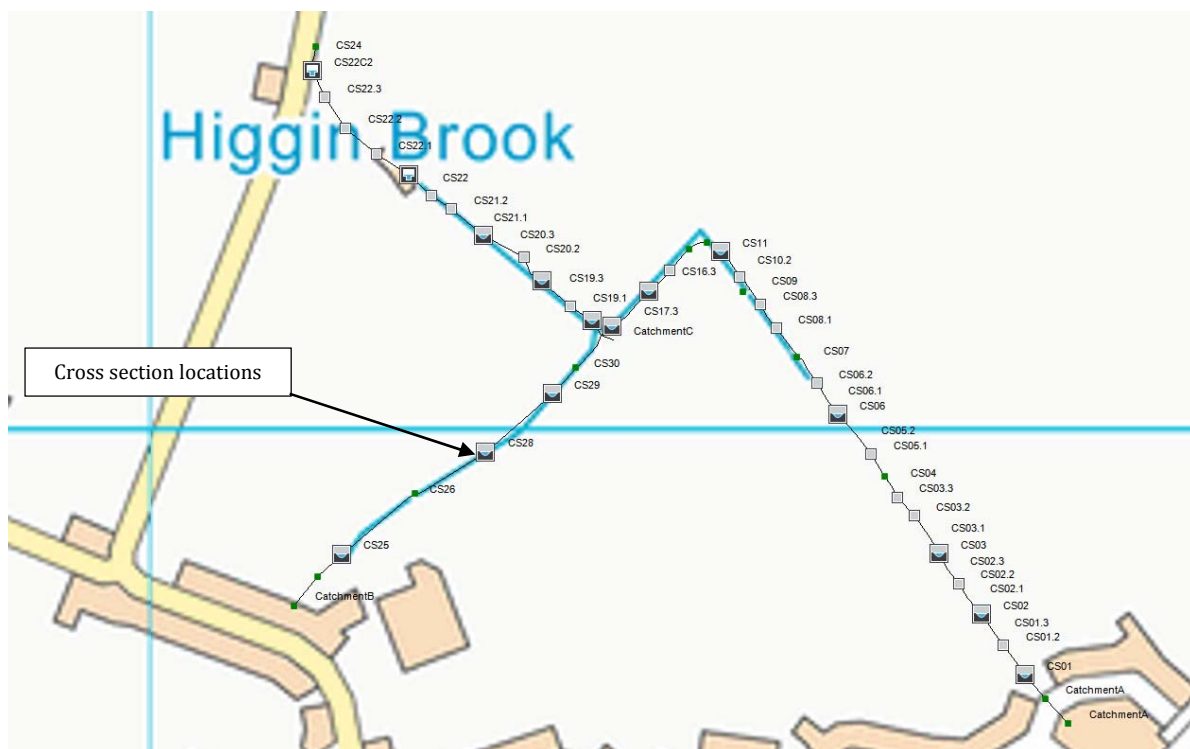 CS24
CS22C2
CS22.3
CS22.2
Higgin Brook
CS22.1
CS22
CS21.2
CS21.1
CS20.3
CS20.2
CS19.3
CS19.1
CS11
CS10.2
CS16.3
CS09
CS08.3
CS17.3
CS08.1
CatchmentC
CS07
CS30
Cross section locations
CS29
CS06.2
CS06.1
CS06
CS05.2
CS28
CS05.1
CS04
CS26
CS03.3
CS03.2
CS03.1
CS25
CS03
CS02.3
CS02.2
CS02.1
CatchmentB
CS02
CS01.3
CS01.2
CS01
CatchmentA
CatchmentA